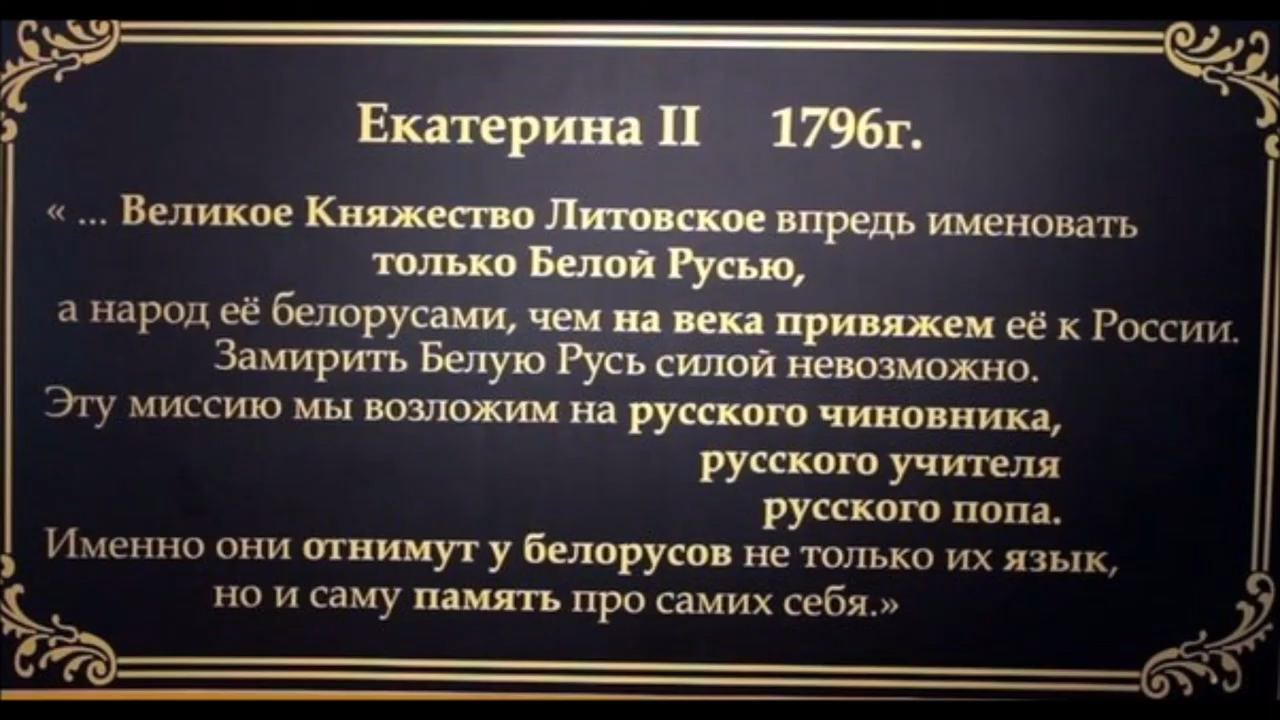 Екатерина II 1796г.
« ... Великое Княжество Литовское впредь именовать
только Белой Русью,
а народ её белорусами, чем на века привяжем её к России.
Замирить Белую Русь силой невозможно.
Эту миссию мы возложим на русского чиновника,
русского учителя
русского попа.
Именно они отнимут у белорусов не только их язык,
но и саму память про самих себя.»